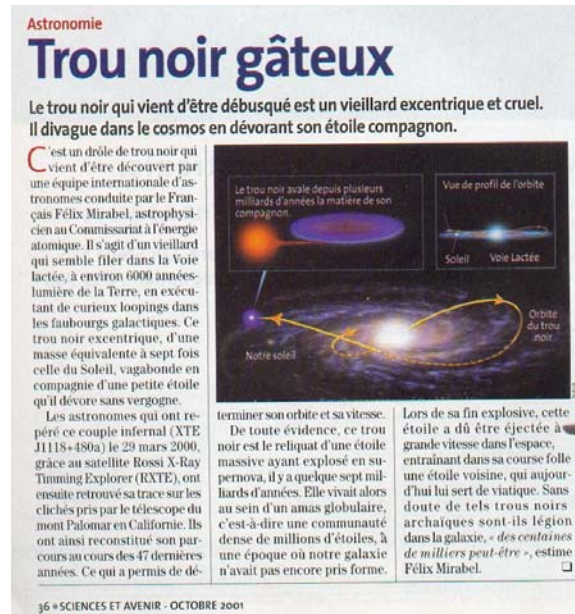 Astronomie
Trou noir gâteux
Le trou noir qui vient d'être débusqué est un vieillard excentrique et cruel.
Il divague dans le cosmos en dévorant son étoile compagnon.
C'est un drôle de trou noir qui
vient d'être découvert par
une équipe internationale d'as-
tronomes conduite par le Fran-
çais Félix Mirabel, astrophysi-
cien au Commissariat à l'énergie
atomique. Il s'agit d'un vieillard
qui semble filer dans la Voie
lactée, à environ 6000 années-
lumière de la Terre, en exécu-
tant de curieux loopings dans
les faubourgs galactiques. Ce
trou noir excentrique, d'une
masse équivalente à sept fois
celle du Soleil, vagabonde en
compagnie d'une petite étoile
qu'il dévore sans vergogne.
Les astronomes qui ont re-
péré ce couple infernal (XTE
J1118+480a) le 29 mars 2000,
grâce au satellite Rossi X-Ray
Timming Explorer (RXTE), ont
ensuite retrouvé sa trace sur les
clichés pris par le télescope du
mont Palomar en Californie. Ils
ont ainsi reconstitué son par-
cours au cours des 47 dernières
années. Ce qui a permis de dé-
Le trou noir avale depuis plusieurs
milliards d'années la matière de son
compagnon.
Vue de profil de l'orbite
Soleil Voie Lactée
Notre soleil
Orbite
du trou
noir
terminer son orbite et sa vitesse.
De toute évidence, ce trou
noir est le reliquat d'une étoile
massive ayant explosé en su-
pernova, il y a quelque sept mil-
liards d'années. Elle vivait alors
au sein d'un amas globulaire,
c'est-à-dire une communauté
dense de millions d'étoiles, à
une époque où notre galaxie
n'avait pas encore pris forme.
Lors de sa fin explosive, cette
étoile a dû être éjectée à
grande vitesse dans l'espace,
entraînant dans sa course folle
une étoile voisine, qui aujour-
d'hui lui sert de viatique. Sans
doute de tels trous noirs
archaïques sont-ils légion
dans la galaxie, « des centaines
de milliers peut-être », estime
Félix Mirabel.
36 • SCIENCES ET AVENIR - OCTOBRE 2001